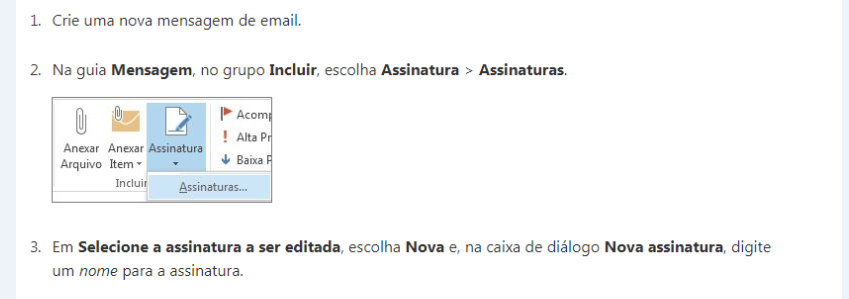 1. Crie uma nova mensagem de email.
2. Na guia Mensagem, no grupo Incluir, escolha Assinatura > Assinaturas.
Anexar Arquivo
Anexar Item
Assinatura
Acomp
Alta Pr
Baixa P
Incluir
Assinaturas...
3. Em Selecione a assinatura a ser editada, escolha Nova e, na caixa de diálogo Nova assinatura, digite
um nome para a assinatura.